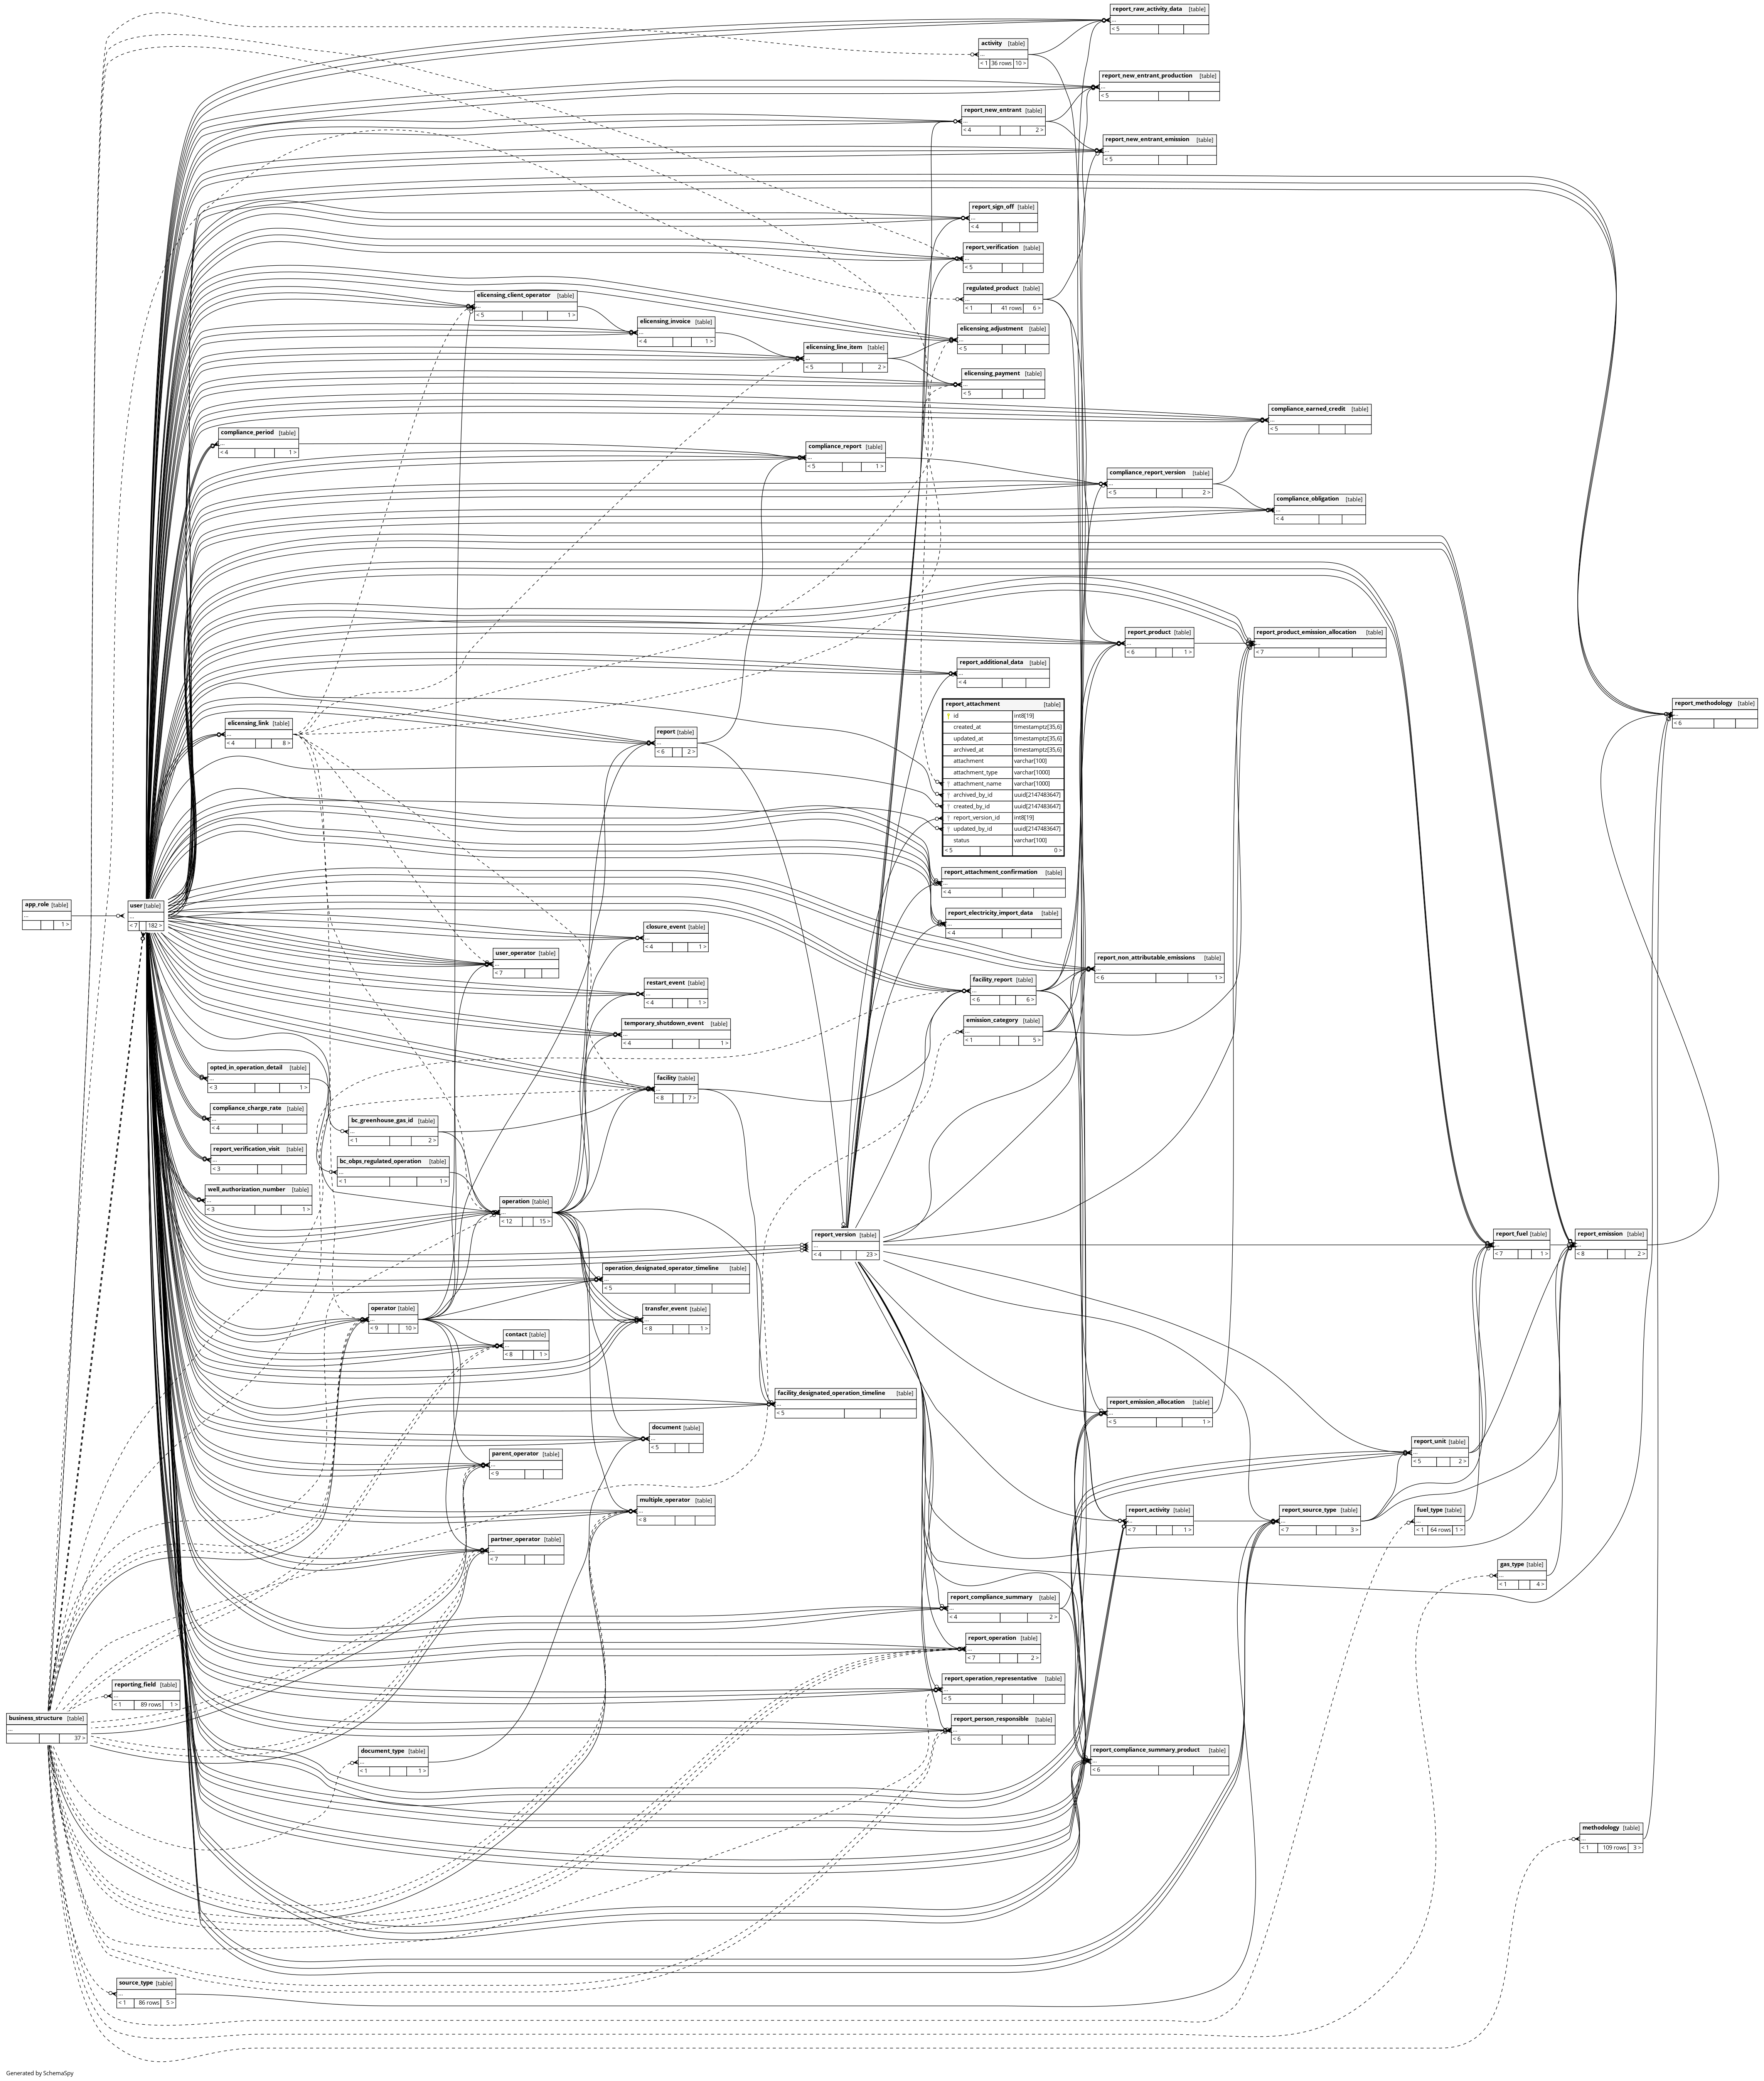 report_raw_activity_data [table]
...
< 5
activity [table]
...
< 1 36 rows 10 >
report_new_entrant_production [table]
...
< 5
report_new_entrant [table]
...
< 4 2 >
report_new_entrant_emission [table]
...
< 5
report_sign_off [table]
...
< 4
report_verification [table]
...
< 5
regulated_product [table]
...
< 1 41 rows 6 >
elicensing_client_operator [table]
...
< 5 1 >
elicensing_invoice [table]
...
< 4 1 >
elicensing_adjustment [table]
...
< 5
elicensing_line_item [table]
...
< 5 2 >
elicensing_payment [table]
...
< 5
compliance_earned_credit [table]
...
< 5
compliance_period [table]
...
< 4 1 >
compliance_report [table]
...
< 5 1 >
compliance_report_version [table]
...
< 5 2 >
compliance_obligation [table]
...
< 4
report_product [table]
...
< 6 1 >
report_product_emission_allocation [table]
...
< 7
report_additional_data [table]
...
< 4
report_methodology [table]
...
< 6
report_attachment [table]
id int8[19]
created_at timestamptz[35,6]
updated_at timestamptz[35,6]
archived_at timestamptz[35,6]
attachment varchar[100]
attachment_type varchar[1000]
attachment_name varchar[1000]
archived_by_id uuid[2147483647]
created_by_id uuid[2147483647]
report_version_id int8[19]
updated_by_id uuid[2147483647]
status varchar[100]
< 5 0 >
elicensing_link [table]
...
< 4 8 >
report [table]
...
< 6 2 >
report_attachment_confirmation [table]
...
< 4
app_role [table]
...
1 >
user [table]
...
< 7 182 >
report_electricity_import_data [table]
...
< 4
closure_event [table]
...
< 4 1 >
user_operator [table]
...
< 7
report_non_attributable_emissions [table]
...
< 6 1 >
restart_event [table]
...
< 4 1 >
facility_report [table]
...
< 6 6 >
temporary_shutdown_event [table]
...
< 4 1 >
emission_category [table]
...
< 1 5 >
opted_in_operation_detail [table]
...
< 3 1 >
facility [table]
...
< 8 7 >
compliance_charge_rate [table]
...
< 4
bc_greenhouse_gas_id [table]
...
< 1 2 >
report_verification_visit [table]
...
< 3
bc_obps_regulated_operation [table]
...
< 1 1 >
well_authorization_number [table]
...
< 3 1 >
operation [table]
...
< 12 15 >
report_version [table]
...
< 4 23 >
report_fuel [table]
...
< 7 1 >
report_emission [table]
...
< 8 2 >
operation_designated_operator_timeline [table]
...
< 5
operator [table]
...
< 9 10 >
transfer_event [table]
...
< 8 1 >
contact [table]
...
< 8 1 >
facility_designated_operation_timeline [table]
...
< 5
report_emission_allocation [table]
...
< 5 1 >
document [table]
...
< 5
report_unit [table]
...
< 5 2 >
parent_operator [table]
...
< 9
multiple_operator [table]
...
< 8
report_activity [table]
...
< 7 1 >
report_source_type [table]
...
< 7 3 >
fuel_type [table]
...
< 1 64 rows 1 >
partner_operator [table]
...
< 7
gas_type [table]
...
< 1 4 >
report_compliance_summary [table]
...
< 4 2 >
report_operation [table]
...
< 7 2 >
reporting_field [table]
...
< 1 89 rows 1 >
report_operation_representative [table]
...
< 5
business_structure [table]
...
37 >
report_person_responsible [table]
...
< 6
document_type [table]
...
< 1 1 >
report_compliance_summary_product [table]
...
< 6
methodology [table]
...
< 1 109 rows 3 >
source_type [table]
...
< 1 86 rows 5 >
Generated by SchemaSpy